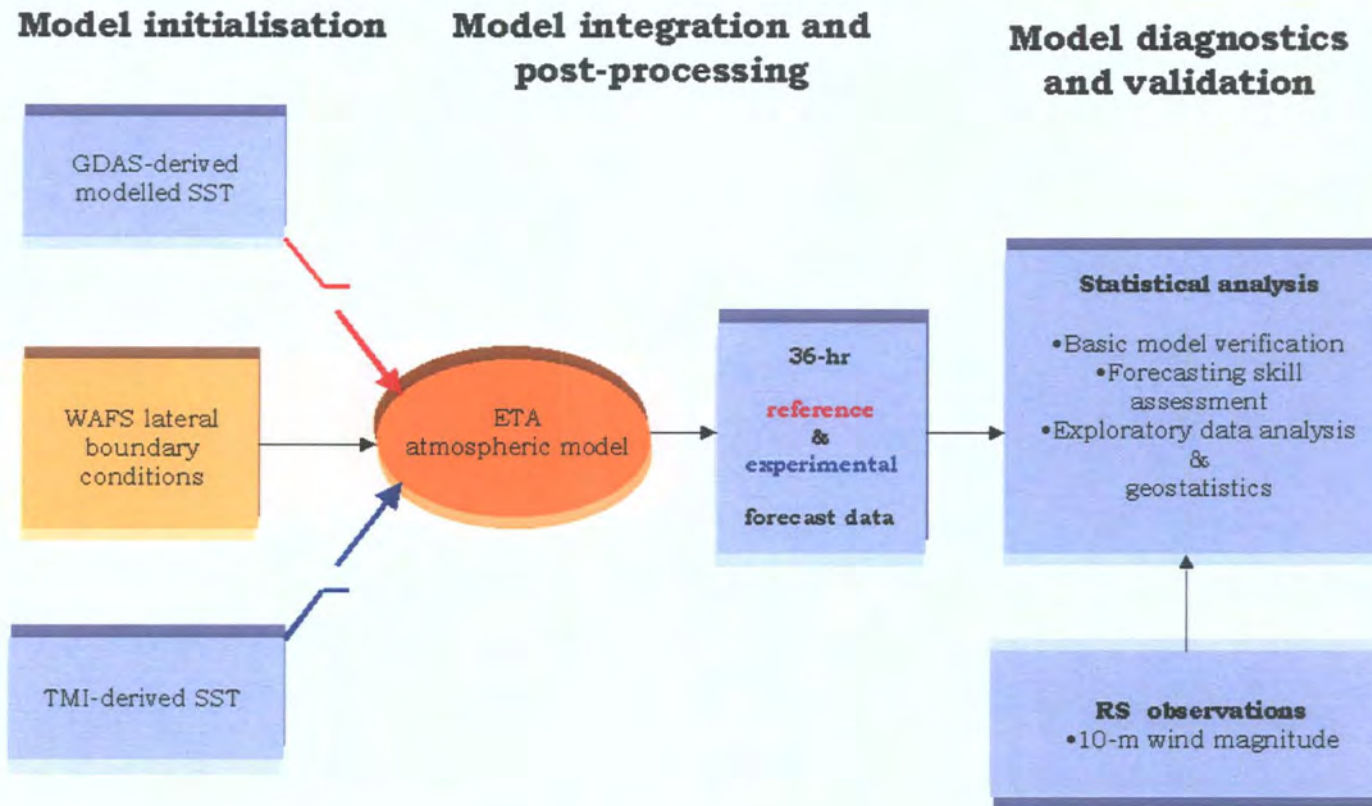 Model initialisation
Model integration and
post-processing
Model diagnostics
and validation
GDAS-derived
modelled SST
WAFS lateral
boundary
conditions
TMI-derived SST
ETA
atmospheric model
36-hr
reference
&
experimental
forecast data
Statistical analysis
•Basic model verification
•Forecasting skill
assessment
•Exploratory data analysis
&
geostatistics
RS observations
•10-m wind magnitude